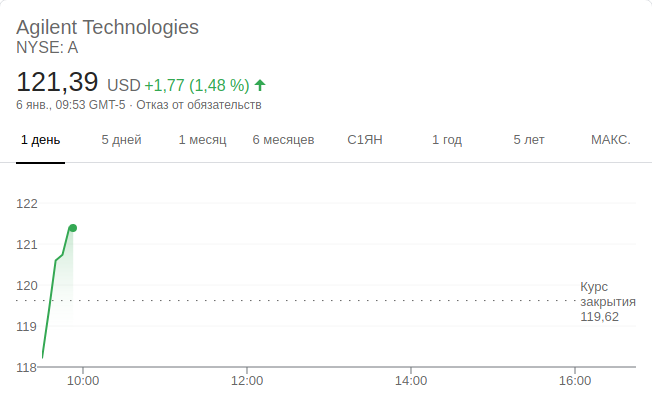 Agilent Technologies
NYSE: A
121,39 USD +1,77 (1,48 %)
6 янв., 09:53 GMT-5 · Отказ от обязательств
1 день 5 дней 1 месяц 6 месяцев С1ЯН 1 год 5 лет МАКС.
122
121
120
Курс
закрытия
119,62
119
118
10:00 12:00 14:00 16:00